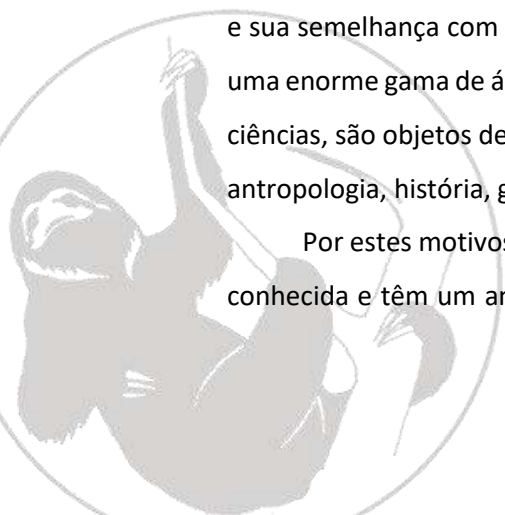 e sua semelhança com
uma enorme gama de á
ciências, são objetos de
antropologia, história, g
Por estes motivos
conhecida e têm um ar